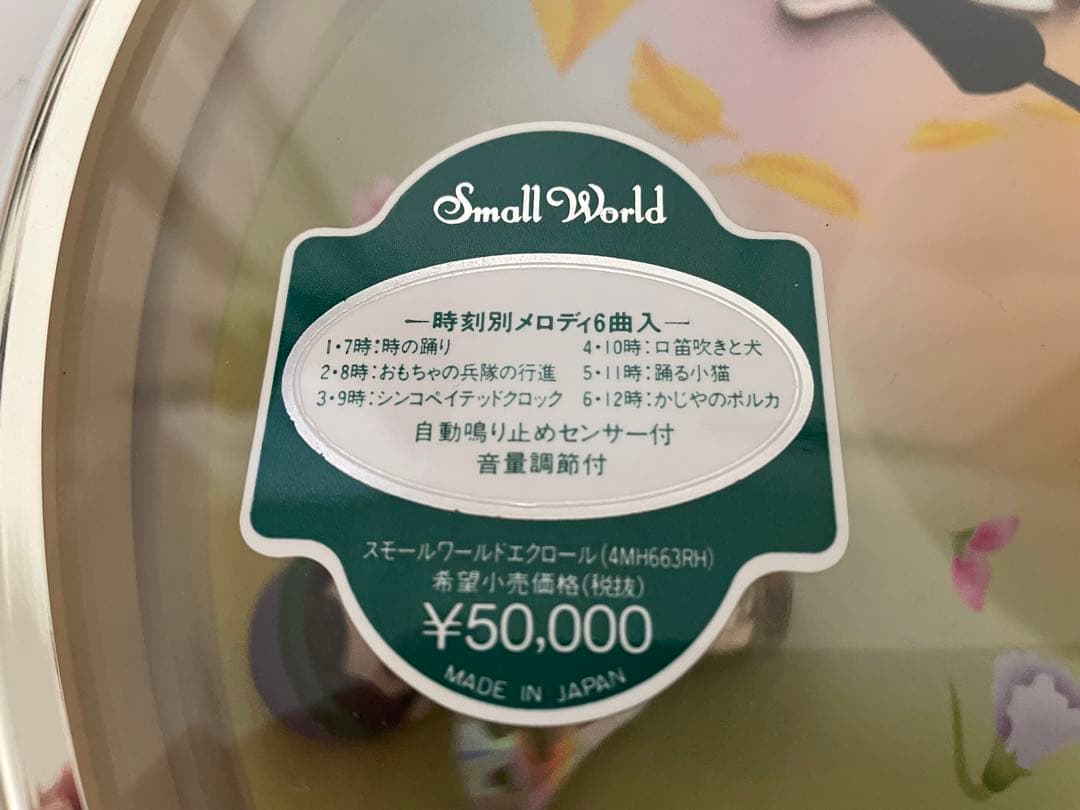 Small World
―時刻別メロディ6曲入―
1・7時:時の踊り 4・10時:口笛吹きと犬
2・8時:おもちゃの兵隊の行進 5・11時:踊る小猫
3・9時:シンコペイテッドクロック 6・12時:かじやのポルカ
自動鳴り止めセンサー付
音量調節付
スモールワールドエクロール(4MH663RH)
希望小売価格(税抜)
¥50,000
MADE IN JAPAN